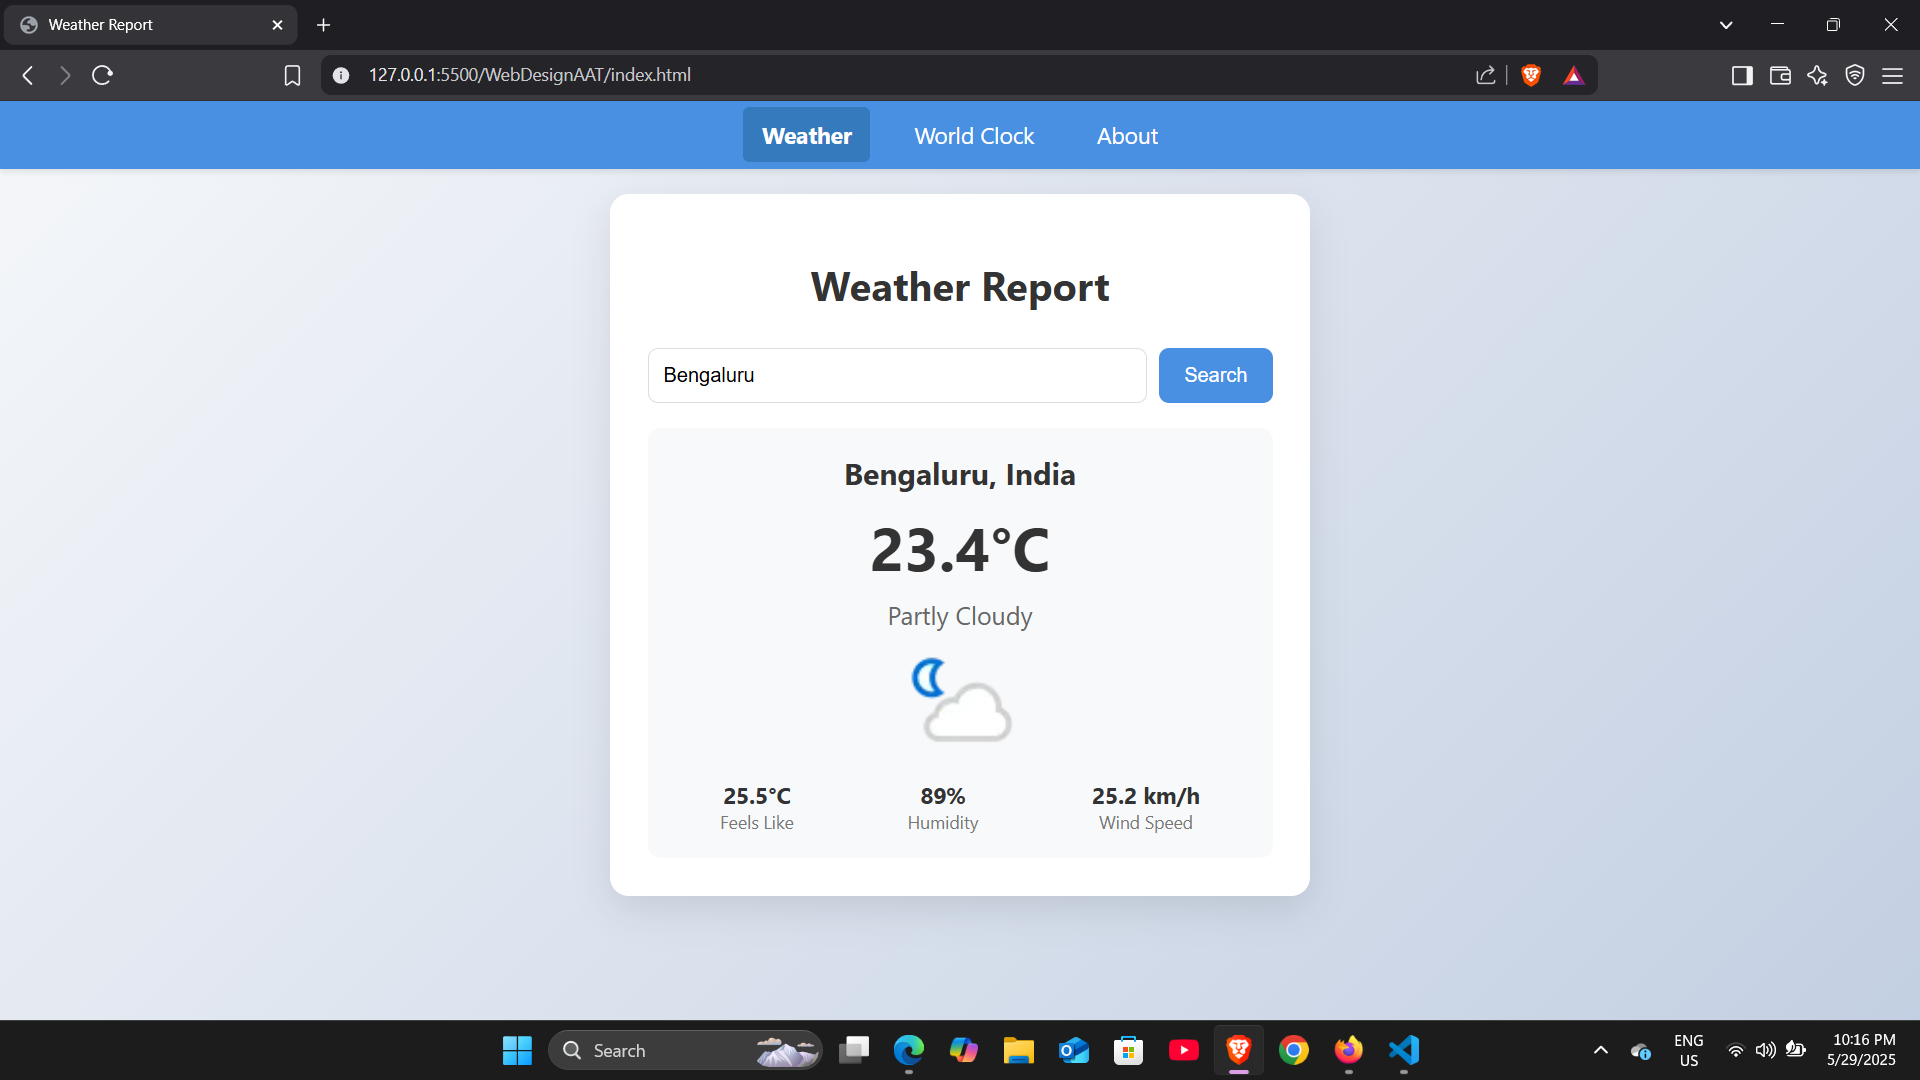 Weather Report
127.0.0.1:5500/WebDesignAAT/index.html
Weather World Clock About
Weather Report
Bengaluru Search
Bengaluru, India
23.4°C
Partly Cloudy
25.5°C 89% 25.2 km/h
Feels Like Humidity Wind Speed
Search
ENG
US
10:16 PM
5/29/2025